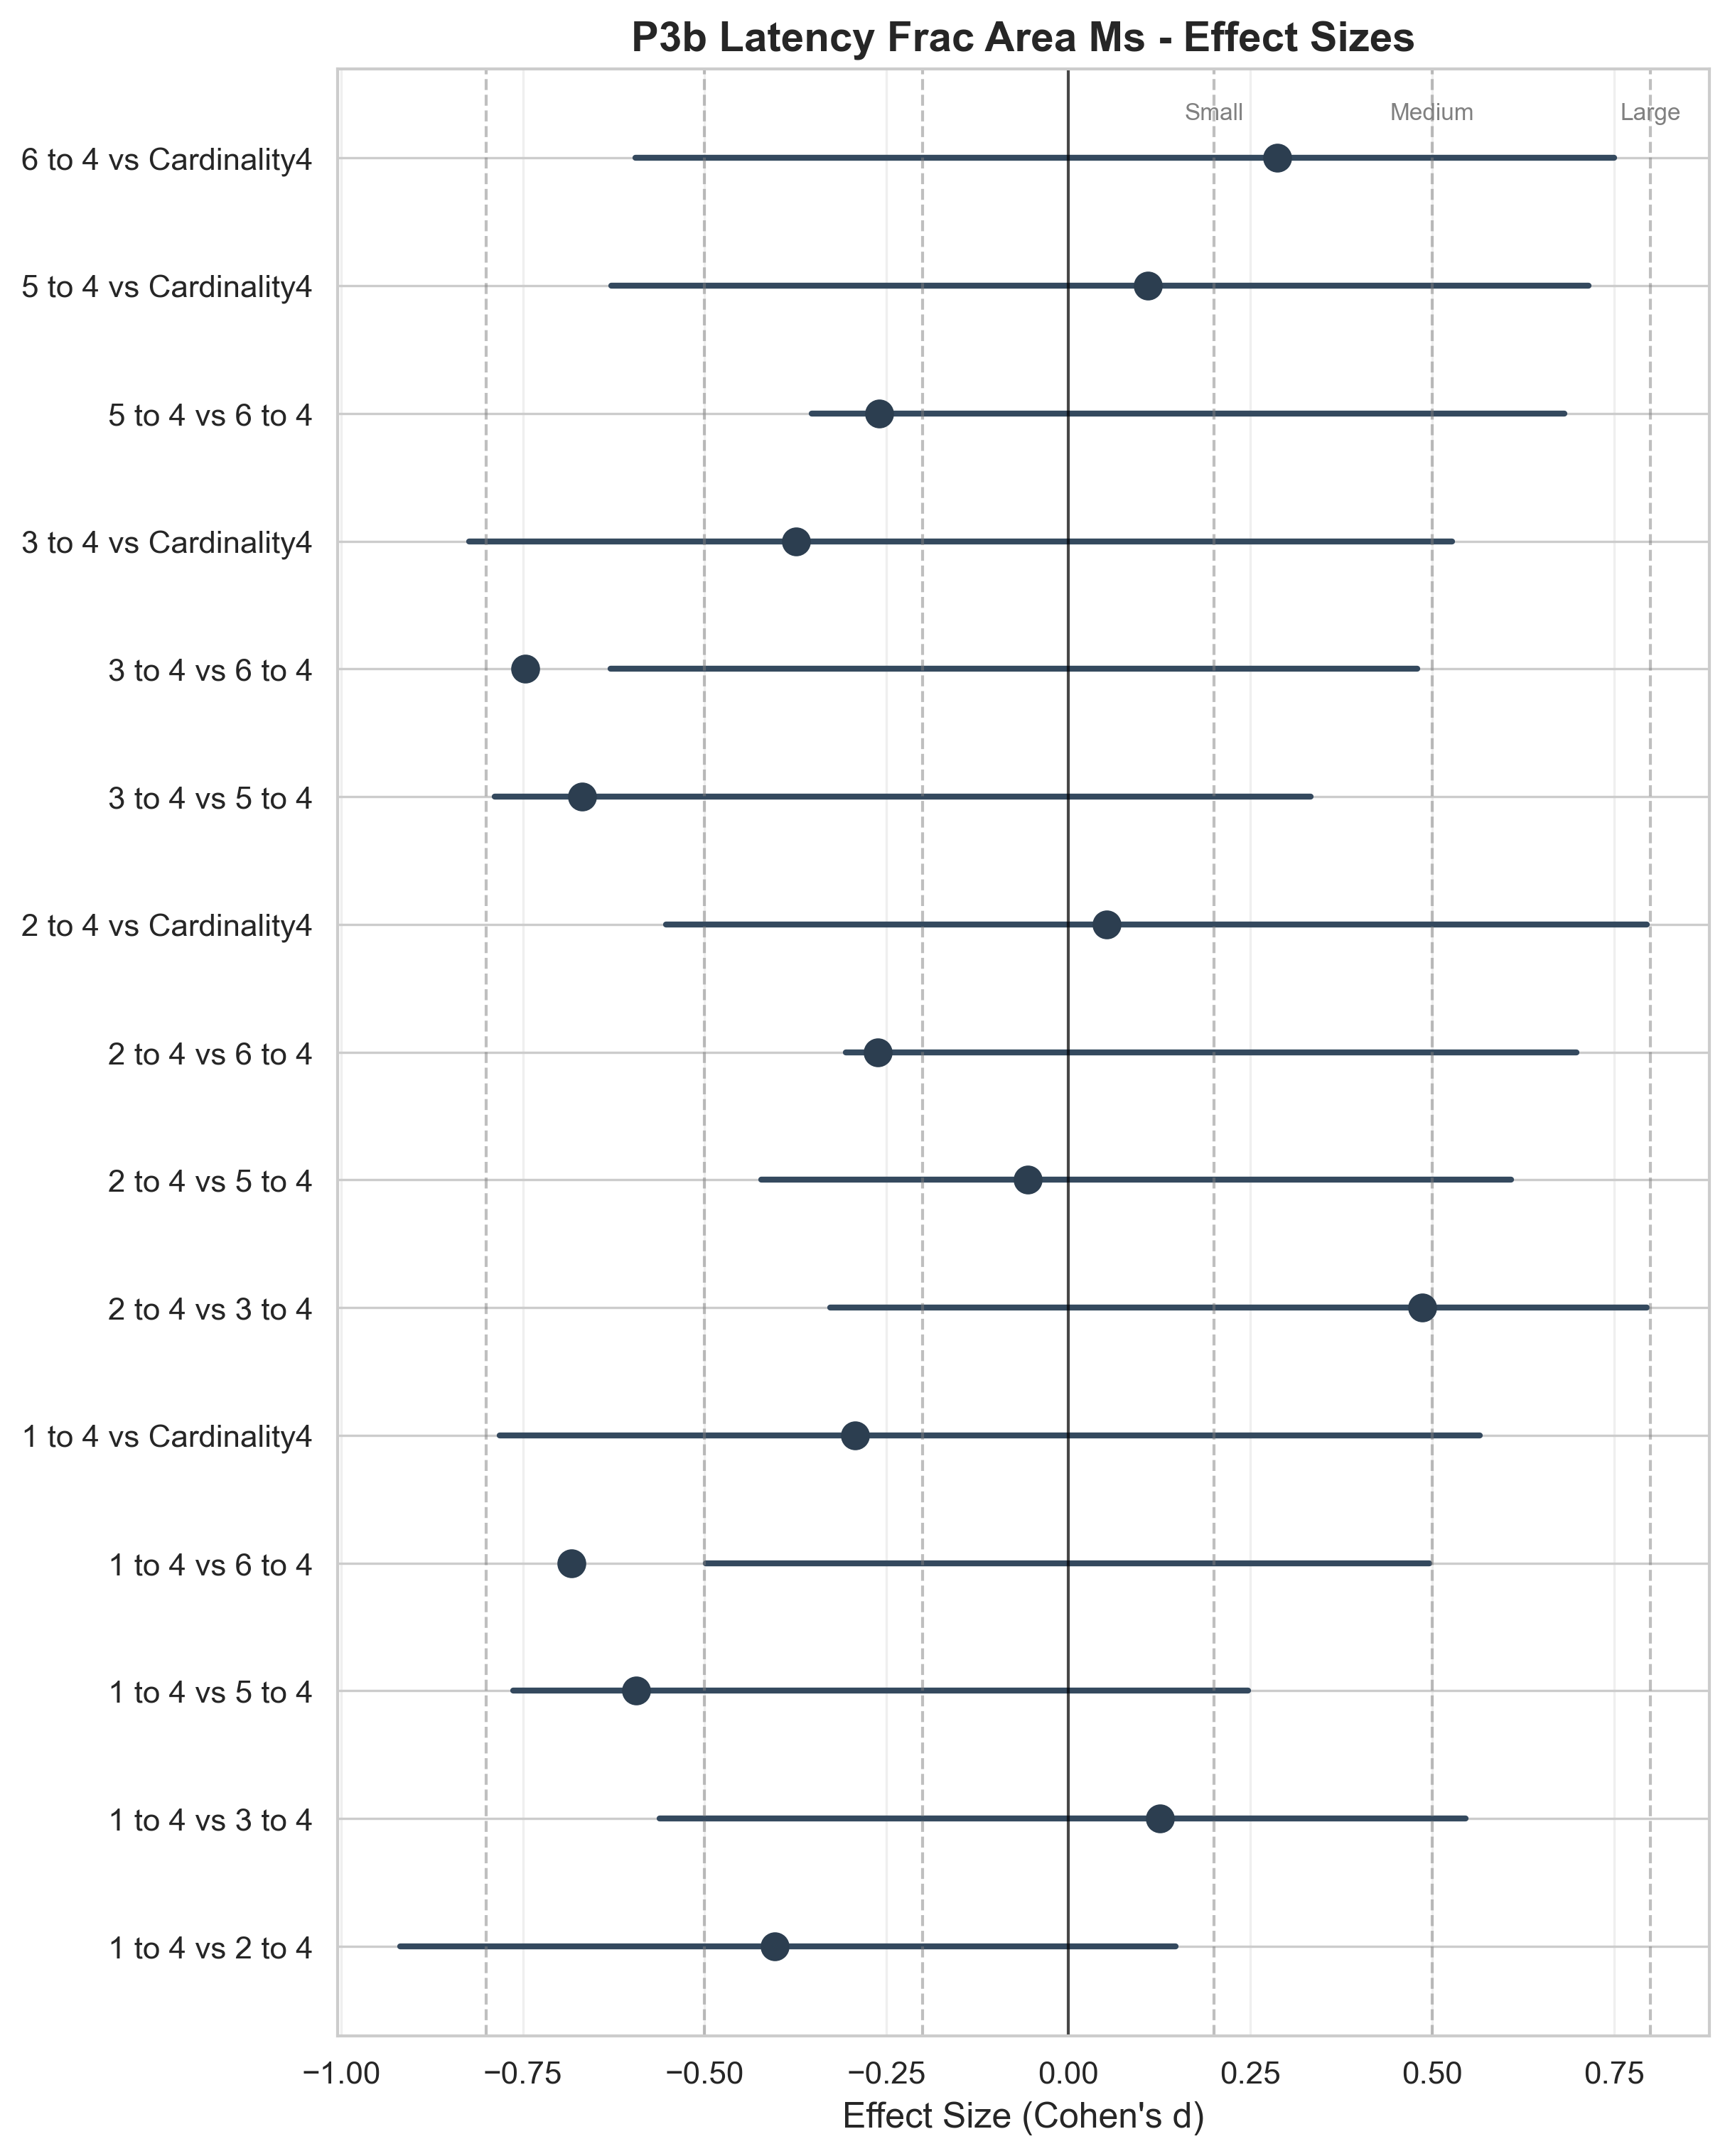 P3b Latency Frac Area Ms - Effect Sizes
Small Medium Large
6 to 4 vs Cardinality4
5 to 4 vs Cardinality4
5 to 4 vs 6 to 4
3 to 4 vs Cardinality4
3 to 4 vs 6 to 4
3 to 4 vs 5 to 4
2 to 4 vs Cardinality4
2 to 4 vs 6 to 4
2 to 4 vs 5 to 4
2 to 4 vs 3 to 4
1 to 4 vs Cardinality4
1 to 4 vs 6 to 4
1 to 4 vs 5 to 4
1 to 4 vs 3 to 4
1 to 4 vs 2 to 4
−1.00 −0.75 −0.50 −0.25 0.00 0.25 0.50 0.75
Effect Size (Cohen's d)